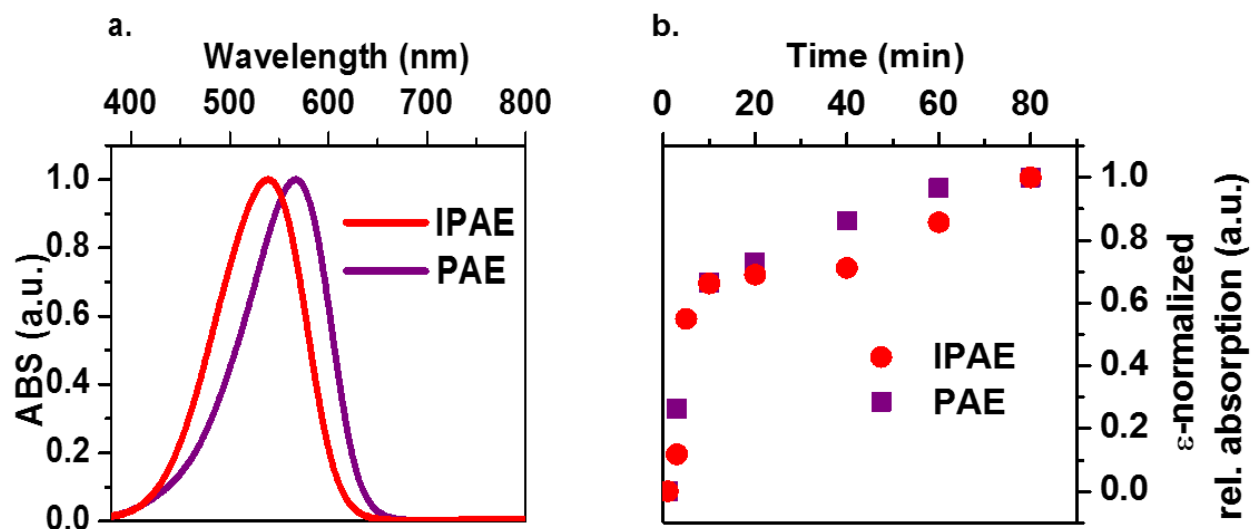 a.
Wavelength (nm)
400 500 600 700 800
ABS (a.u.)
1.0
0.8
0.6
0.4
0.2
0.0
IPAE
PAE
b.
Time (min)
0 20 40 60 80
1.0
0.8
0.6
0.4
0.2
0.0
IPAE
PAE
ε-normalized
rel. absorption (a.u.)